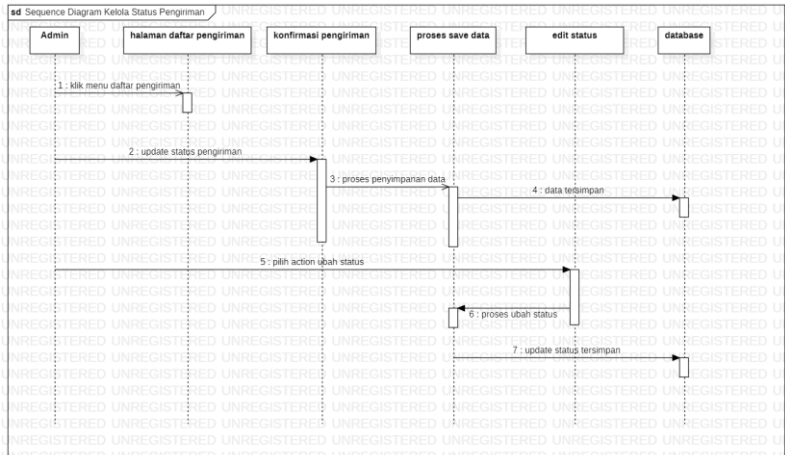 sd Sequence Diagram Kelola Status Pengiriman
Admin
halaman daftar pengiriman
konfirmasi pengiriman
proses save data
edit status
database
1 : klik menu daftar pengiriman
2 : update status pengiriman
3 : proses penyimpanan data
4 : data tersimpan
5 : pilih action ubah status
6 : proses ubah status
7 : update status tersimpan
UNREGISTERED